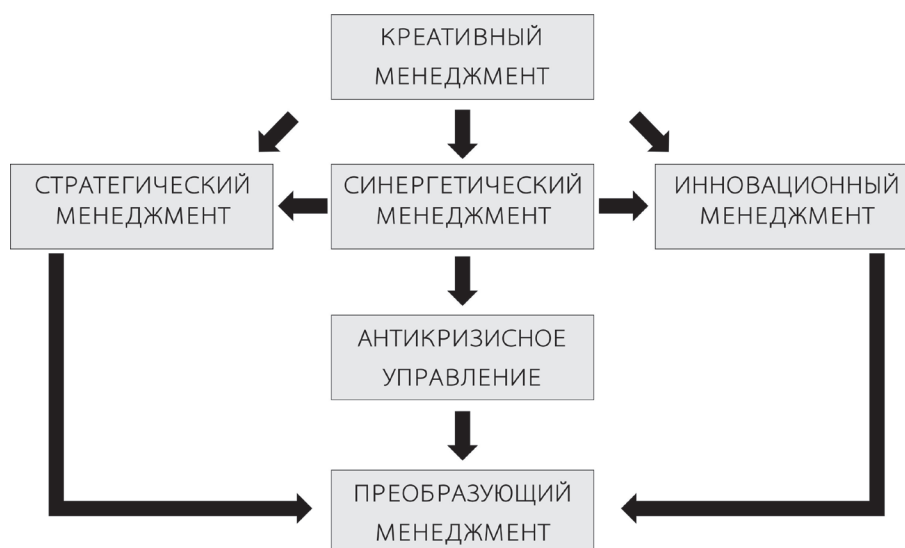 КРЕАТИВНЫЙ
МЕНЕДЖМЕНТ
СТРАТЕГИЧЕСКИЙ
МЕНЕДЖМЕНТ
СИНЕРГЕТИЧЕСКИЙ
МЕНЕДЖМЕНТ
ИННОВАЦИОННЫЙ
МЕНЕДЖМЕНТ
АНТИКРИЗИСНОЕ
УПРАВЛЕНИЕ
ПРЕОБРАЗУЮЩИЙ
МЕНЕДЖМЕНТ